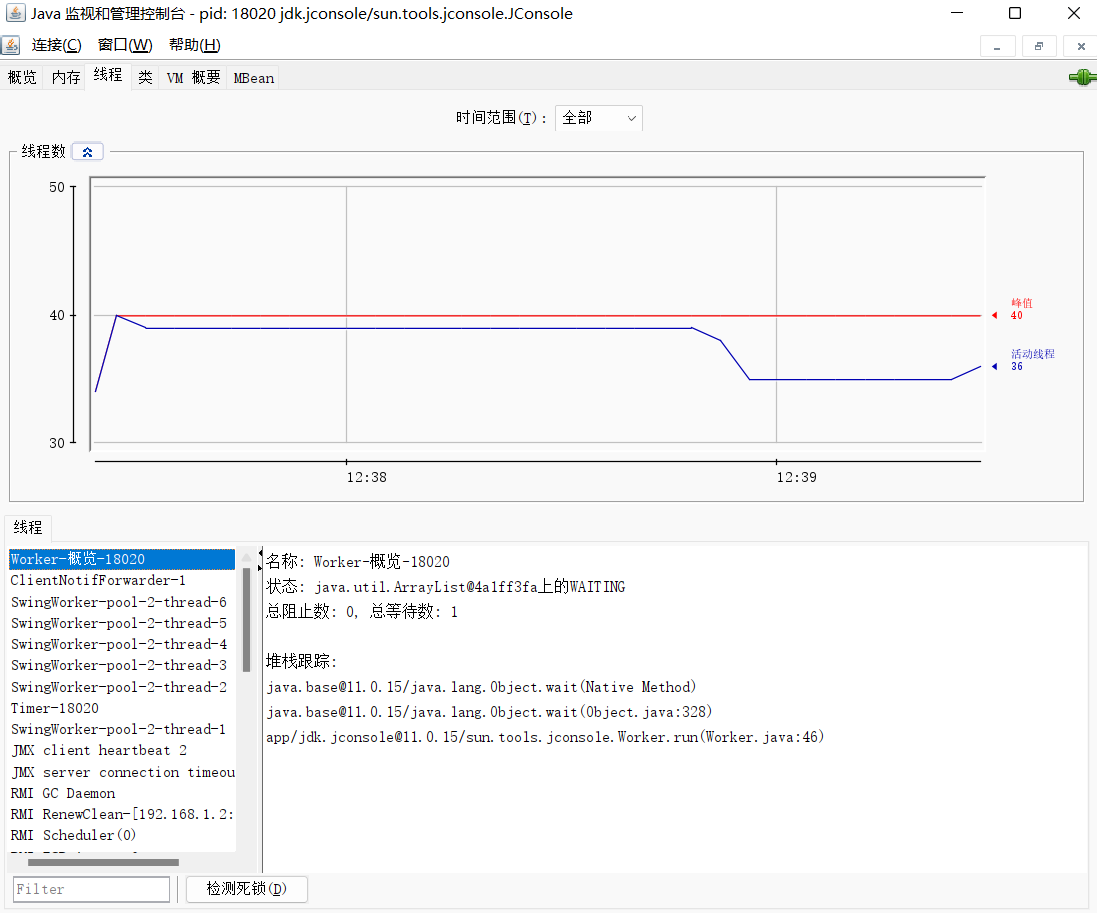 Java 监视和管理控制台 - pid: 18020 jdk.jconsole/sun.tools.jconsole.JConsole
连接(C) 窗口(W) 帮助(H)
概览 内存 线程 类 VM 概要 MBean
时间范围(T): 全部
线程数
50
40
30
峰值
40
活动线程
36
12:38 12:39
线程
Worker-概览-18020
ClientNotifForwarder-1
SwingWorker-pool-2-thread-6
SwingWorker-pool-2-thread-5
SwingWorker-pool-2-thread-4
SwingWorker-pool-2-thread-3
SwingWorker-pool-2-thread-2
Timer-18020
SwingWorker-pool-2-thread-1
JMX client heartbeat 2
JMX server connection timeou
RMI GC Daemon
RMI RenewClean-[192.168.1.2:
RMI Scheduler(0)
名称: Worker-概览-18020
状态: java.util.ArrayList@4a1ff3fa上的WAITING
总阻止数: 0, 总等待数: 1
堆栈跟踪:
java.base@11.0.15/java.lang.Object.wait(Native Method)
java.base@11.0.15/java.lang.Object.wait(Object.java:328)
app/jdk.jconsole@11.0.15/sun.tools.jconsole.Worker.run(Worker.java:46)
Filter
检测死锁(D)